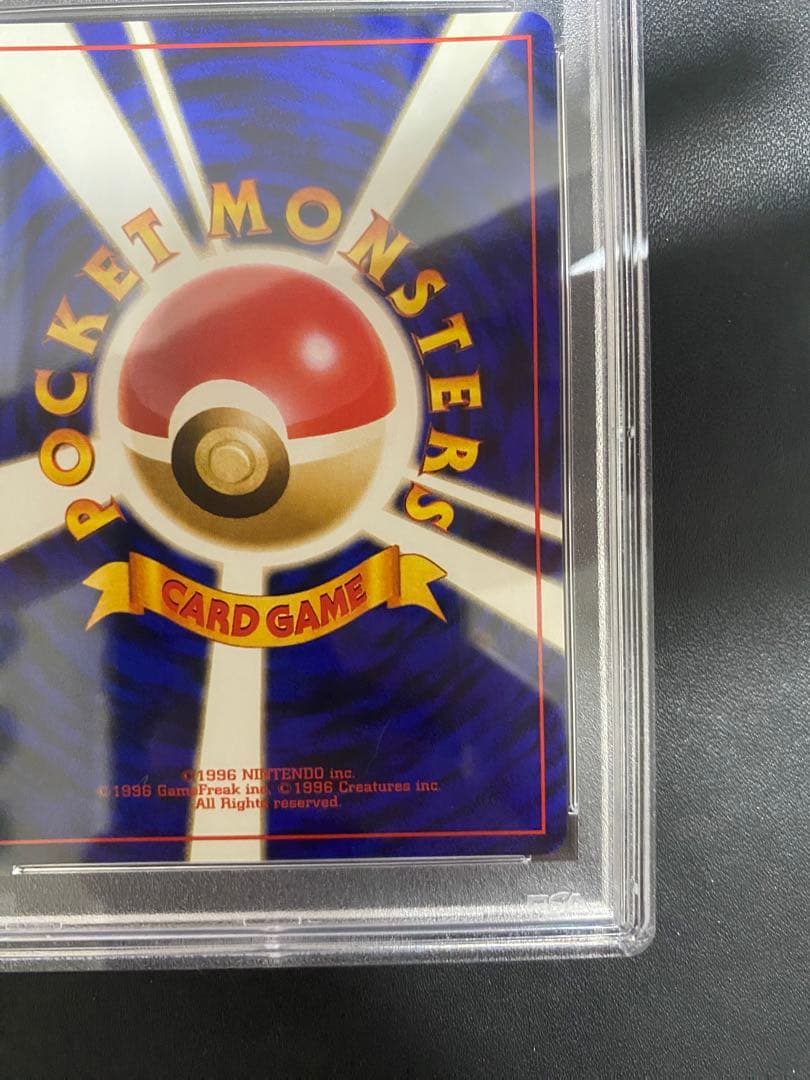 POCKET MONSTERS
CARD GAME
©1996 NINTENDO inc.
©1996 GameFreak inc. ©1996 Creatures inc.
All Rights reserved.